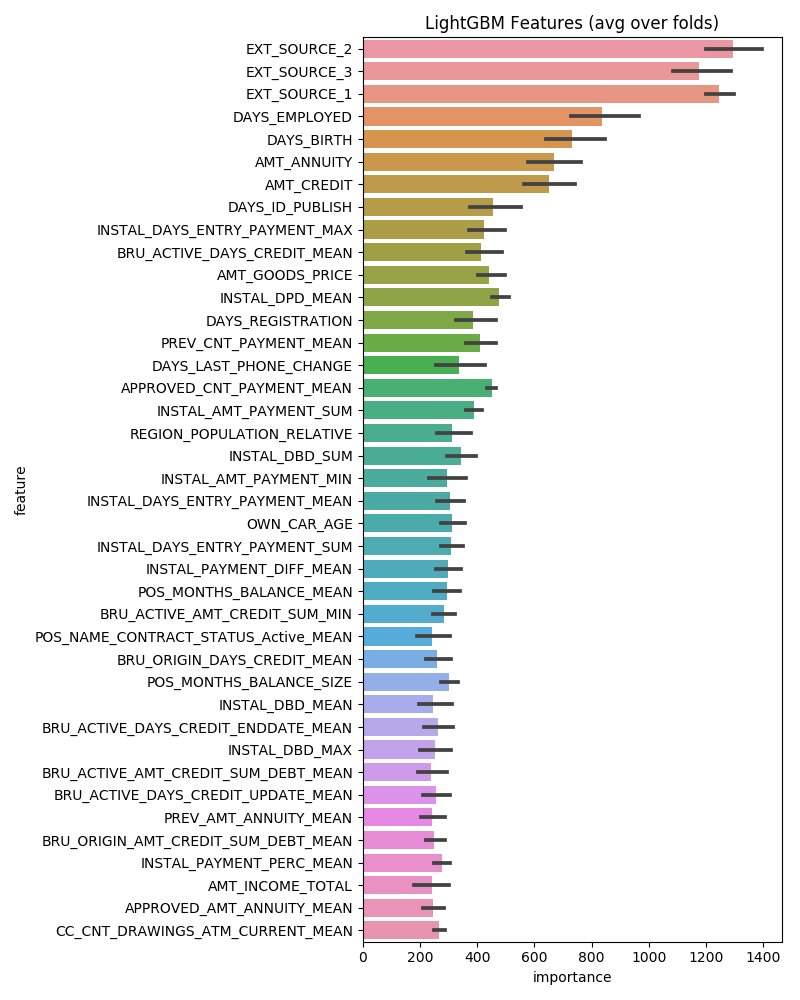 LightGBM Features (avg over folds)
EXT_SOURCE_2
EXT_SOURCE_3
EXT_SOURCE_1
DAYS_EMPLOYED
DAYS_BIRTH
AMT_ANNUITY
AMT_CREDIT
DAYS_ID_PUBLISH
INSTAL_DAYS_ENTRY_PAYMENT_MAX
BRU_ACTIVE_DAYS_CREDIT_MEAN
AMT_GOODS_PRICE
INSTAL_DPD_MEAN
DAYS_REGISTRATION
PREV_CNT_PAYMENT_MEAN
DAYS_LAST_PHONE_CHANGE
APPROVED_CNT_PAYMENT_MEAN
INSTAL_AMT_PAYMENT_SUM
REGION_POPULATION_RELATIVE
INSTAL_DBD_SUM
INSTAL_AMT_PAYMENT_MIN
INSTAL_DAYS_ENTRY_PAYMENT_MEAN
OWN_CAR_AGE
INSTAL_DAYS_ENTRY_PAYMENT_SUM
INSTAL_PAYMENT_DIFF_MEAN
POS_MONTHS_BALANCE_MEAN
BRU_ACTIVE_AMT_CREDIT_SUM_MIN
POS_NAME_CONTRACT_STATUS_Active_MEAN
BRU_ORIGIN_DAYS_CREDIT_MEAN
POS_MONTHS_BALANCE_SIZE
INSTAL_DBD_MEAN
BRU_ACTIVE_DAYS_CREDIT_ENDDATE_MEAN
INSTAL_DBD_MAX
BRU_ACTIVE_AMT_CREDIT_SUM_DEBT_MEAN
BRU_ACTIVE_DAYS_CREDIT_UPDATE_MEAN
PREV_AMT_ANNUITY_MEAN
BRU_ORIGIN_AMT_CREDIT_SUM_DEBT_MEAN
INSTAL_PAYMENT_PERC_MEAN
AMT_INCOME_TOTAL
APPROVED_AMT_ANNUITY_MEAN
CC_CNT_DRAWINGS_ATM_CURRENT_MEAN
feature
0 200 400 600 800 1000 1200 1400
importance